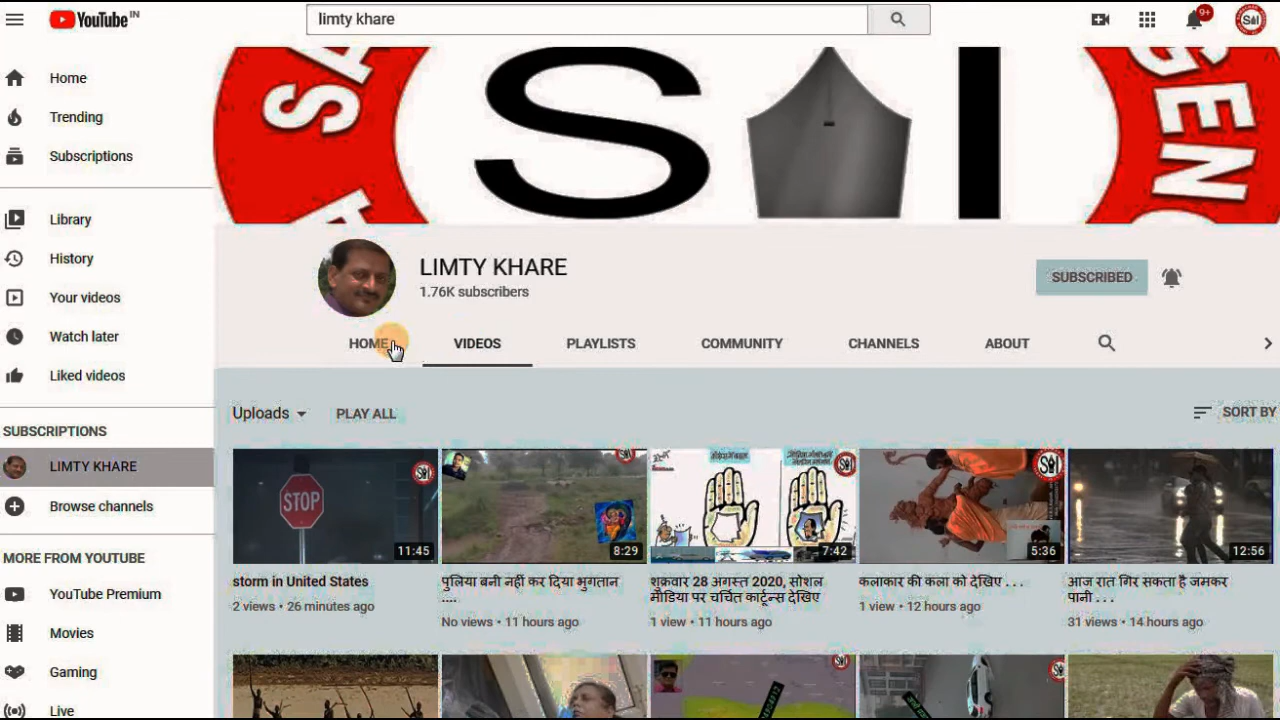 YouTube IN
limty khare
9+
SAI
Home
Trending
Subscriptions
Library
History
Your videos
Watch later
Liked videos
SUBSCRIPTIONS
LIMTY KHARE
Browse channels
MORE FROM YOUTUBE
YouTube Premium
Movies
Gaming
Live
SA
S I
GEN
LIMTY KHARE
1.76K subscribers
SUBSCRIBED
HOME
VIDEOS
PLAYLISTS
COMMUNITY
CHANNELS
ABOUT
Uploads
PLAY ALL
SORT BY
STOP
11:45
8:29
7:42
5:36
12:56
storm in United States
2 views • 26 minutes ago
पुलिया बनी नहीं कर दिया भुगतान
....
No views • 11 hours ago
शुक्रवार 28 अगस्त 2020, सोशल
मीडिया पर चर्चित कार्टून्स देखिए
1 view • 11 hours ago
कलाकार की कला को देखिए . . .
1 view • 12 hours ago
आज रात गिर सकता है जमकर
पानी . . .
31 views • 14 hours ago